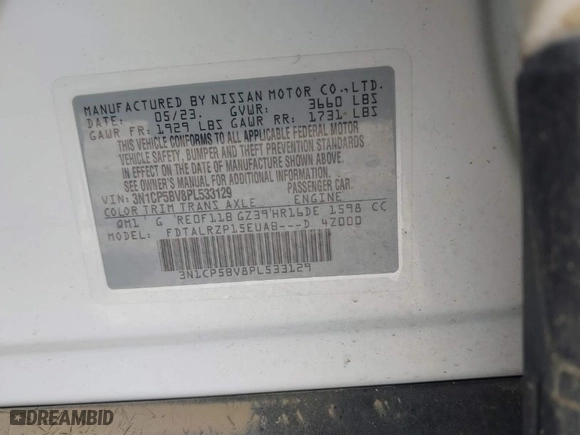 MANUFACTURED BY NISSAN MOTOR CO., LTD.
DATE: 05/23. GVWR: 3660 LBS
GAWR FR: 1929 LBS GAWR RR: 1731 LBS
THIS VEHICLE CONFORMS TO ALL APPLICABLE FEDERAL MOTOR
VEHICLE SAFETY, BUMPER AND THEFT PREVENTION STANDARDS
IN EFFECT ON THE DATE OF MANUFACTURE SHOWN ABOVE.
SEE OWNERS MANUAL FOR ADDITIONAL INFORMATION.
VIN: 3N1CP5BV8PL533129 PASSENGER CAR.
COLOR TRIM TRANS AXLE ENGINE
QM1 G RE0F11B GZ39 HR16DE 1598 CC
MODEL: FDTALRZP15EUAB---D 4Z000
3N1CP5BV8PL533129
DREAMBID